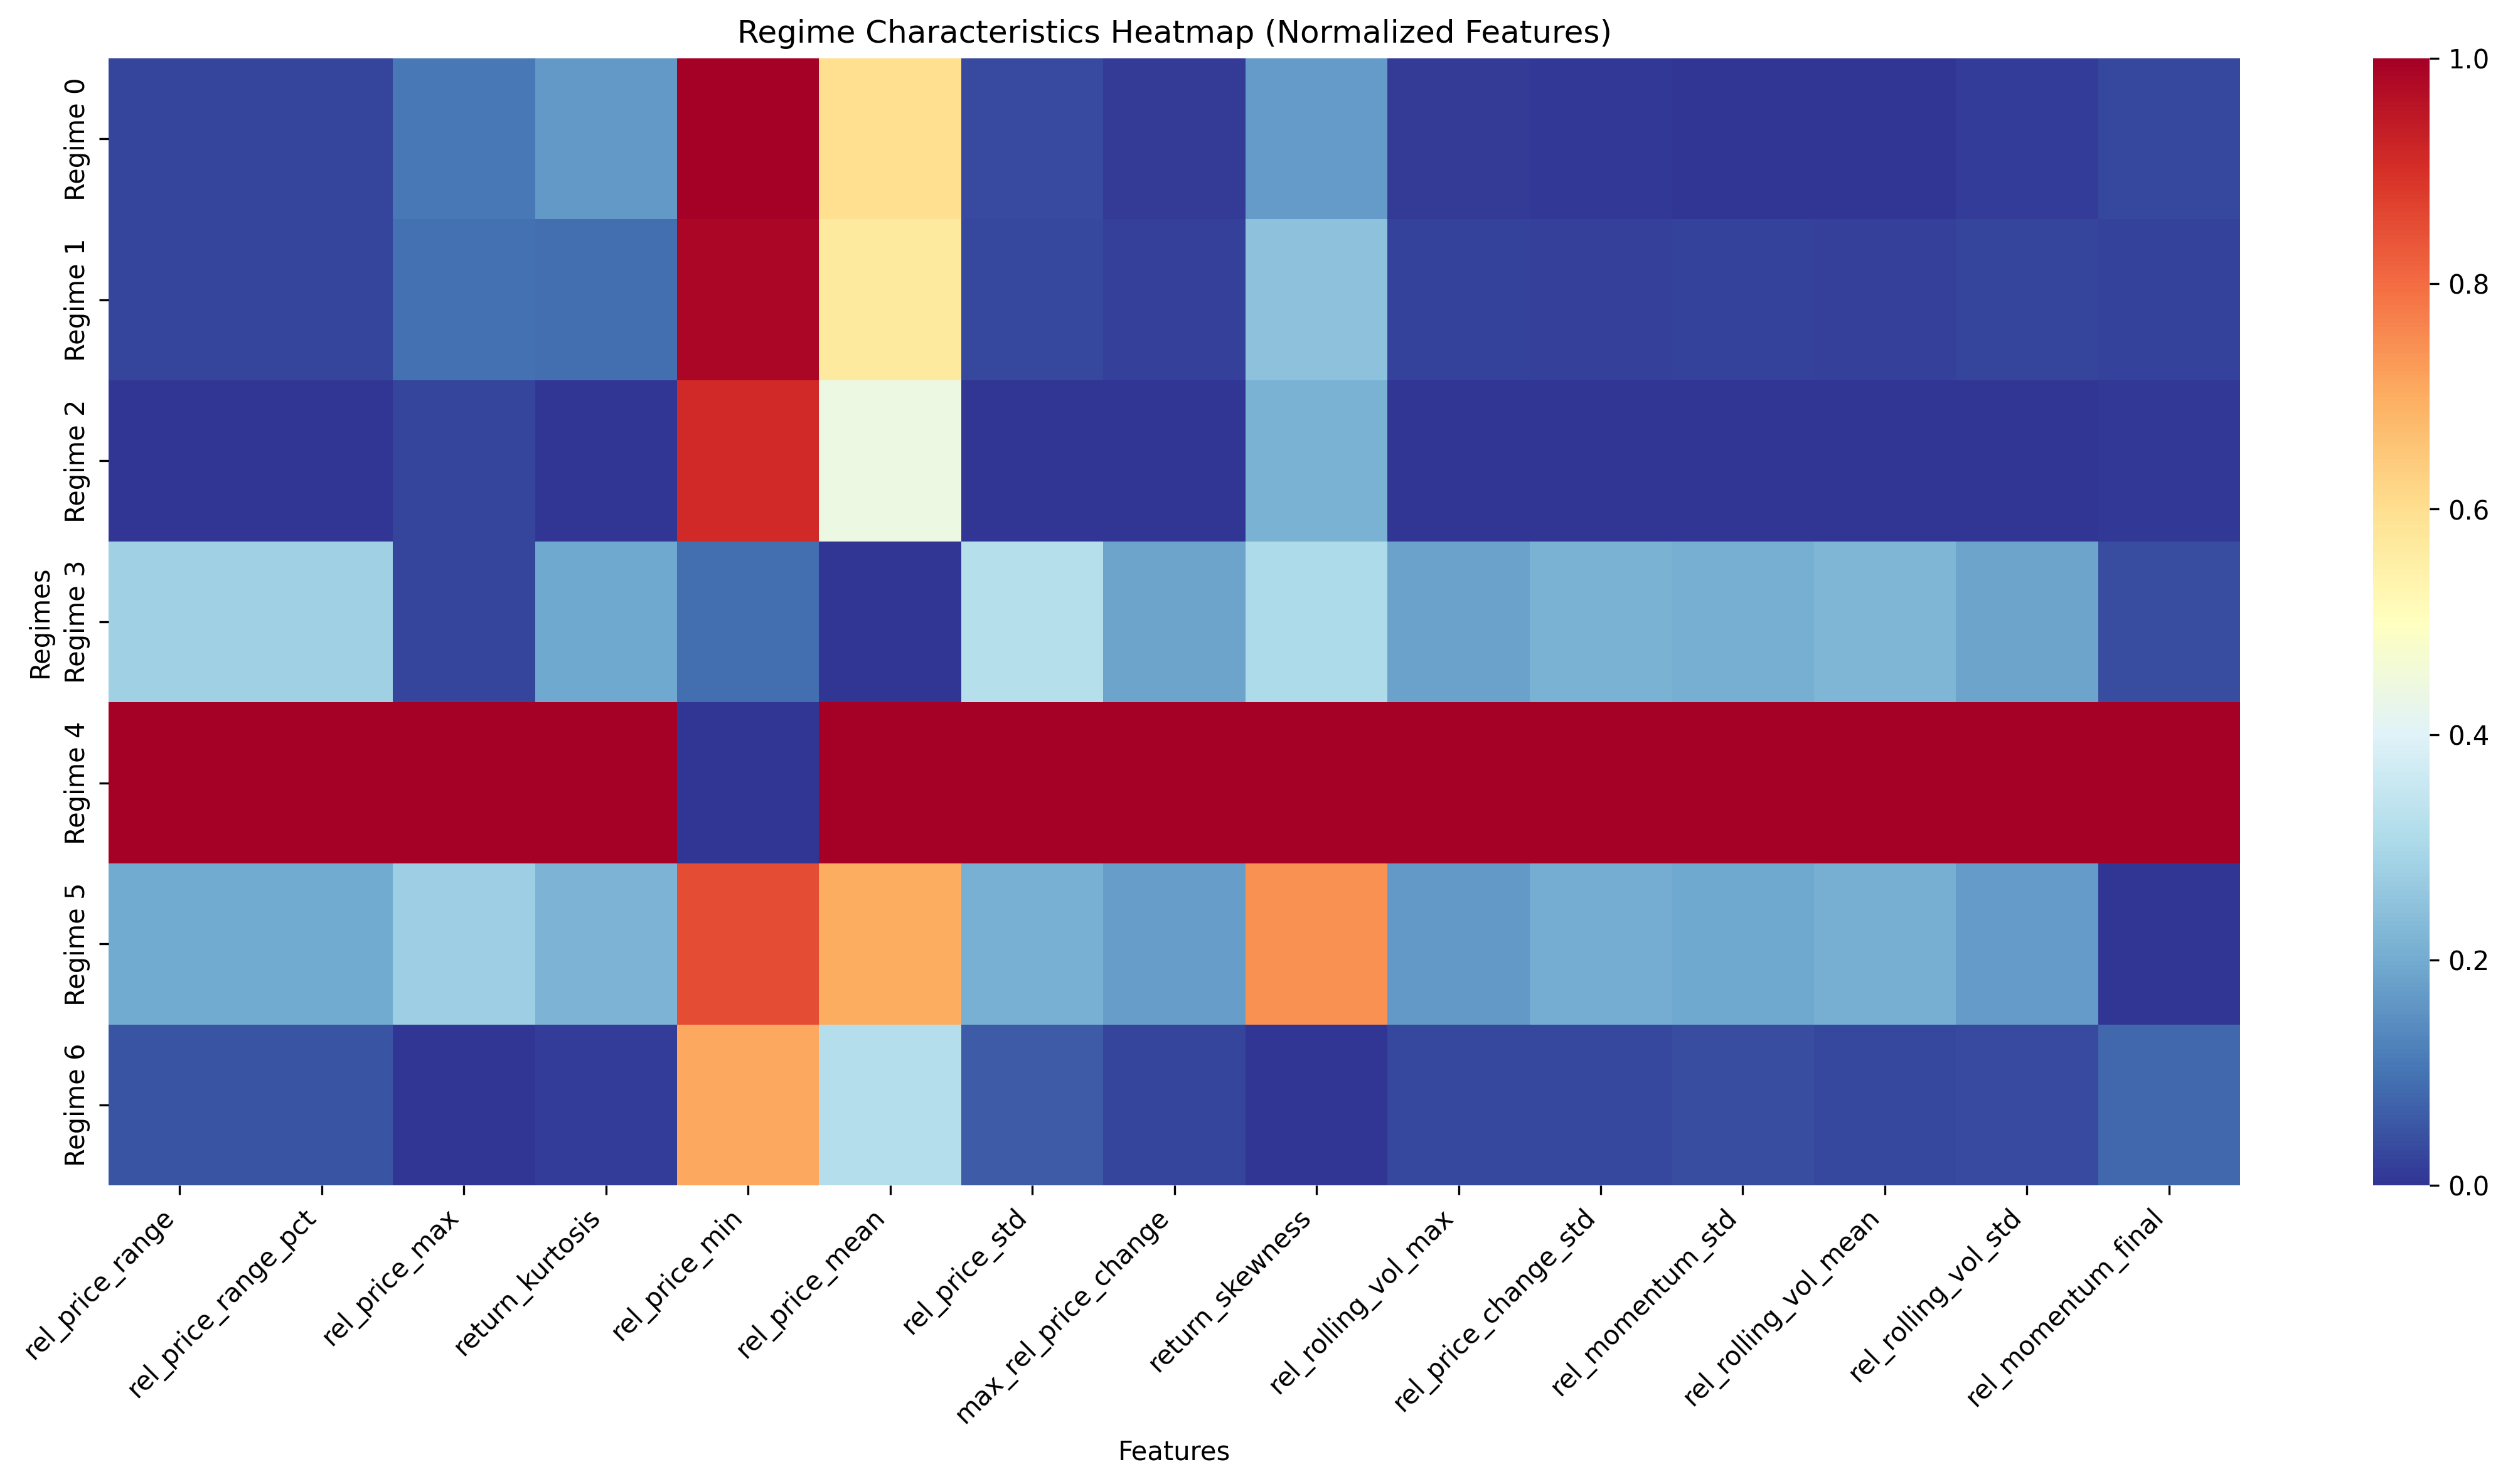 Regime Characteristics Heatmap (Normalized Features)
Regimes
Regime 0
Regime 1
Regime 2
Regime 3
Regime 4
Regime 5
Regime 6
rel_price_range
rel_price_range_pct
rel_price_max
return_kurtosis
rel_price_min
rel_price_mean
rel_price_std
max_rel_price_change
return_skewness
rel_rolling_vol_max
rel_price_change_std
rel_momentum_std
rel_rolling_vol_mean
rel_rolling_vol_std
rel_momentum_final
Features
1.0
0.8
0.6
0.4
0.2
0.0